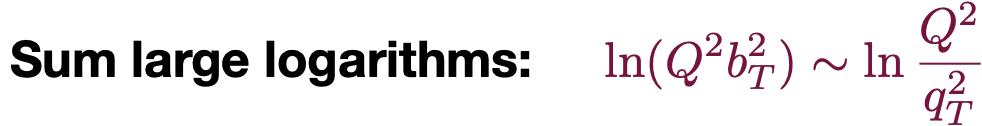 Sum large logarithms: ln(Q²b_T²) ~ ln Q²/q_T²